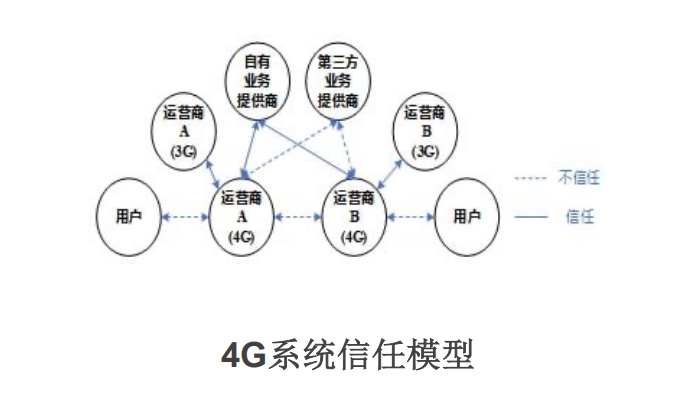 自有
业务
提供商
第三方
业务
提供商
运营商
A
(3G)
运营商
B
(3G)
用户
运营商
A
(4G)
运营商
B
(4G)
用户
不信任
信任
4G系统信任模型